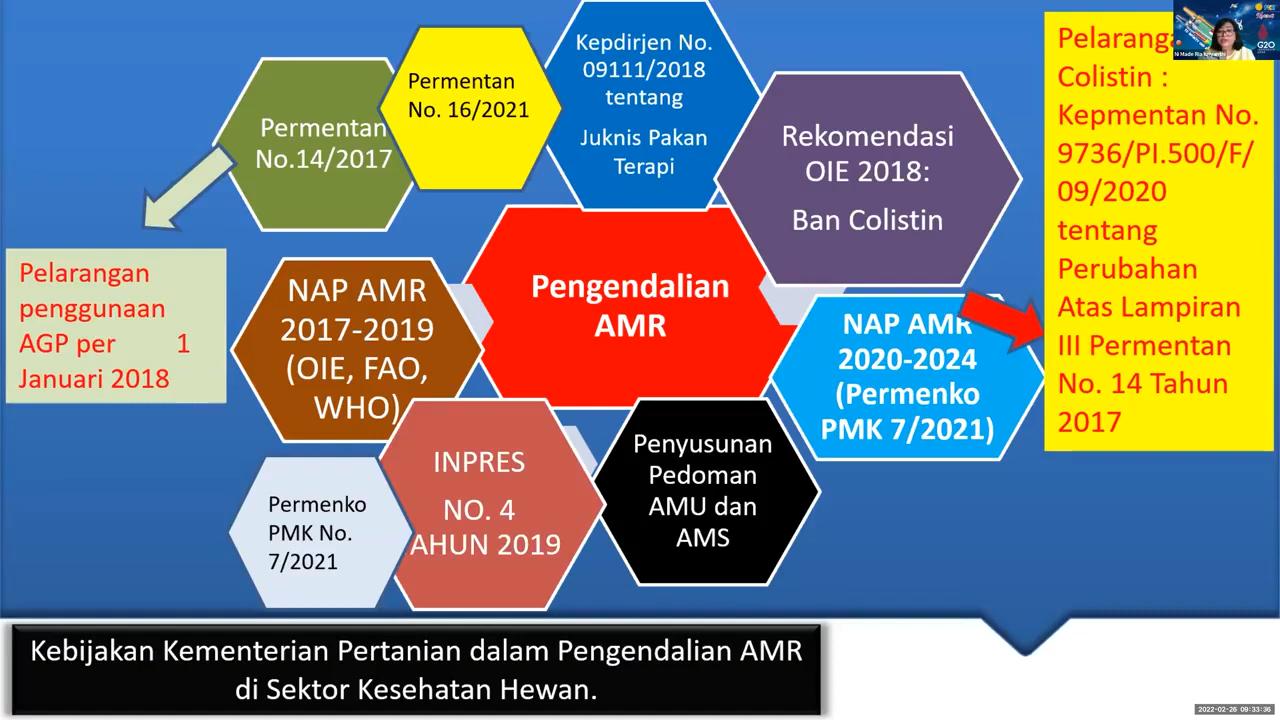 Kepdirjen No.
09111/2018
tentang
Juknis Pakan
Terapi
Permentan
No. 16/2021
Permentan
No.14/2017
Rekomendasi
OIE 2018:
Ban Colistin
Pelaranga
Colistin :
Kepmentan No.
9736/PI.500/F/
09/2020
tentang
Perubahan
Atas Lampiran
III Permentan
No. 14 Tahun
2017
G20
Pelarangan
penggunaan
AGP per 1
Januari 2018
NAP AMR
2017-2019
(OIE, FAO,
WHO)
Pengendalian
AMR
NAP AMR
2020-2024
(Permenko
PMK 7/2021)
Permenko
PMK No.
7/2021
INPRES
NO. 4
AHUN 2019
Penyusunan
Pedoman
AMU dan
AMS
Kebijakan Kementerian Pertanian dalam Pengendalian AMR
di Sektor Kesehatan Hewan.
2022-02-26 09:33:36